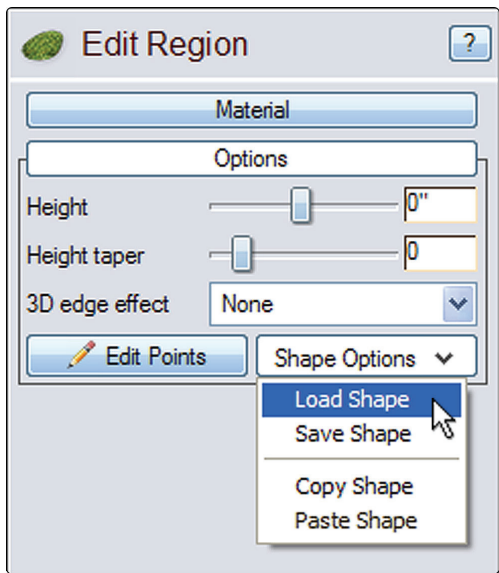 Edit Region
?
Material
Options
Height 0"
Height taper 0
3D edge effect None
Edit Points Shape Options
Load Shape
Save Shape
Copy Shape
Paste Shape